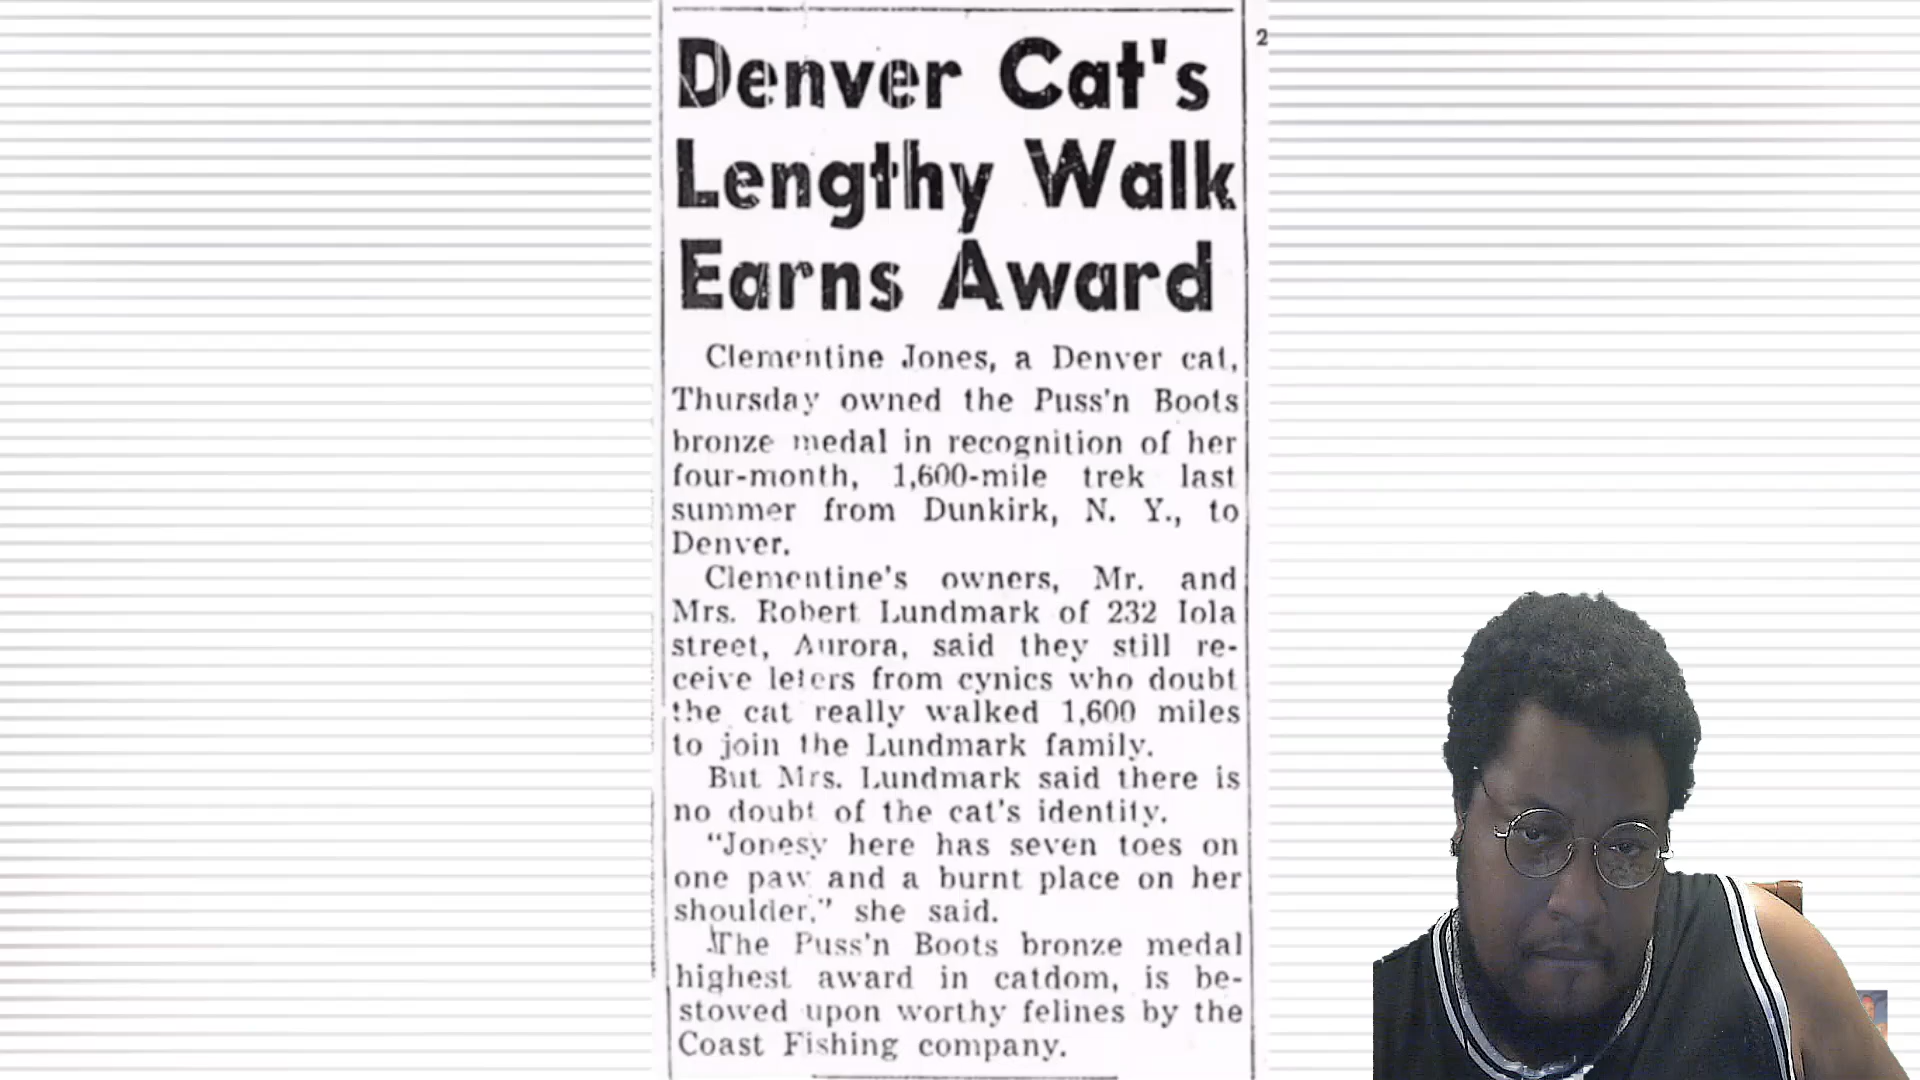 Denver Cat's
Lengthy Walk
Earns Award
2
Clementine Jones, a Denver cat,
Thursday owned the Puss'n Boots
bronze medal in recognition of her
four-month, 1,600-mile trek last
summer from Dunkirk, N. Y., to
Denver.
Clementine's owners, Mr. and
Mrs. Robert Lundmark of 232 Iola
street, Aurora, said they still re-
ceive leters from cynics who doubt
the cat really walked 1,600 miles
to join the Lundmark family.
But Mrs. Lundmark said there is
no doubt of the cat's identity.
"Jonesy here has seven toes on
one paw and a burnt place on her
shoulder," she said.
The Puss'n Boots bronze medal
highest award in catdom, is be-
stowed upon worthy felines by the
Coast Fishing company.